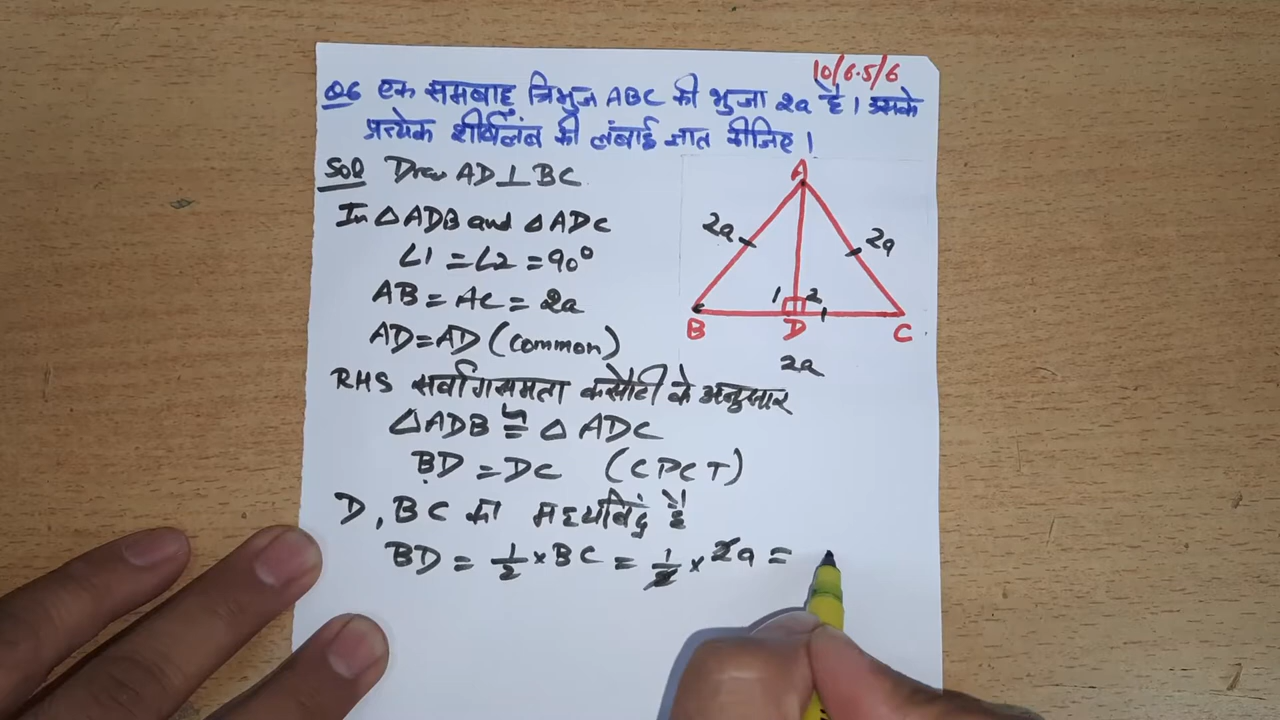 10/6.5/6
Q6 एक समबाहु त्रिभुज ABC की भुजा 2a है। उसके
प्रत्येक शीर्षलंब की लंबाई ज्ञात कीजिए।
Sol Draw AD⊥BC
In △ADB and △ADC
∠1 = ∠2 = 90°
AB = AC = 2a
AD = AD (common)
RHS सर्वांगसमता कसौटी के अनुसार
△ADB ≅ △ADC
BD = DC (CPCT)
D, BC का मध्यबिंदु है
BD = 1/2 × BC = 1/2 × 2a =
A
2a
2a
1 2
B D C
2a